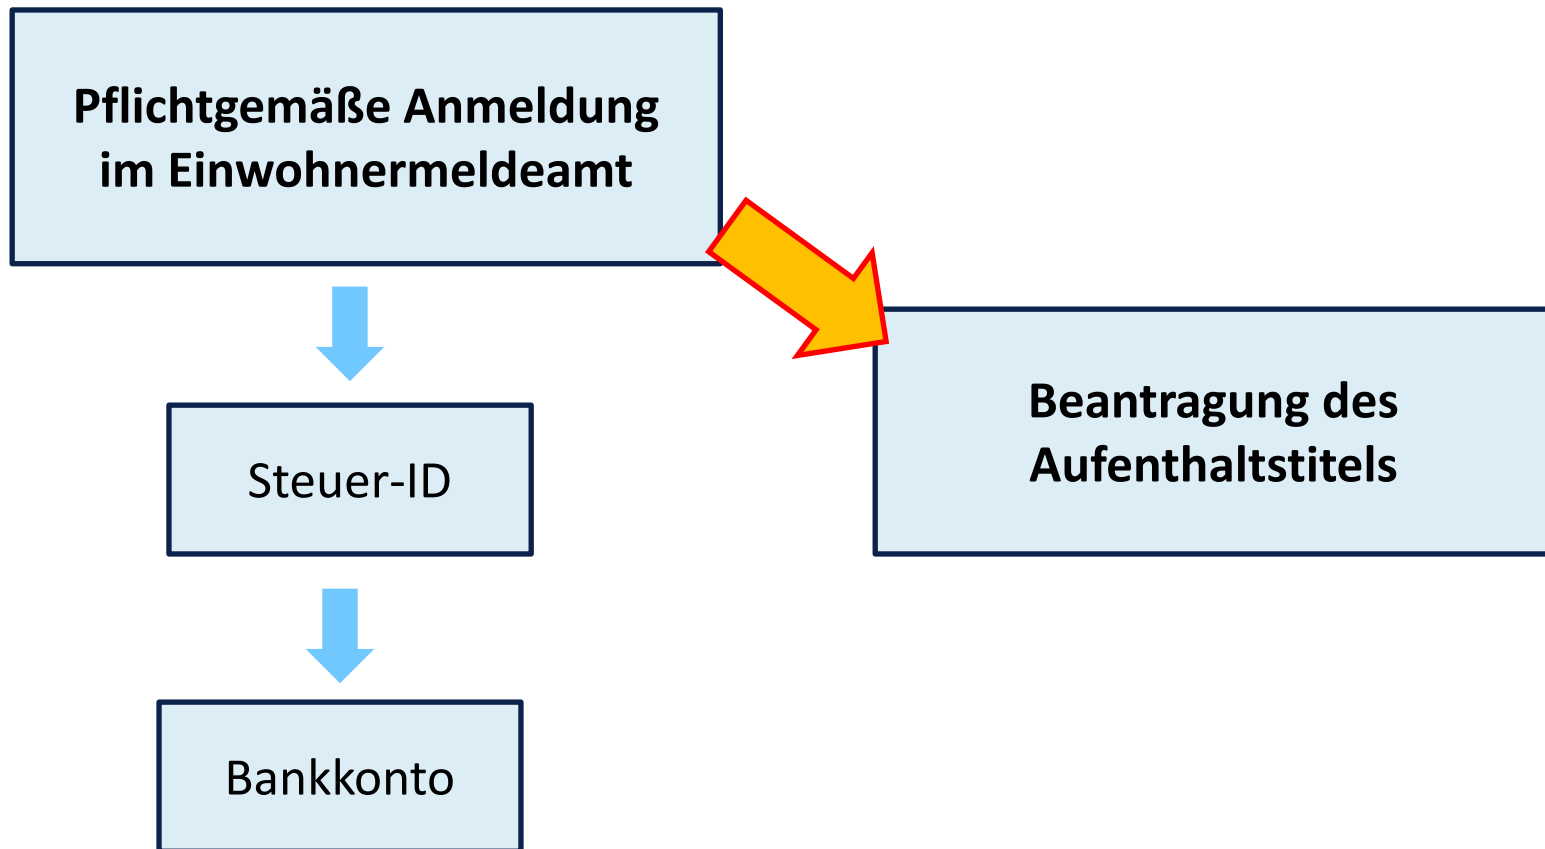 Pflichtgemäße Anmeldung
im Einwohnermeldeamt
Beantragung des
Aufenthaltstitels
Steuer-ID
Bankkonto